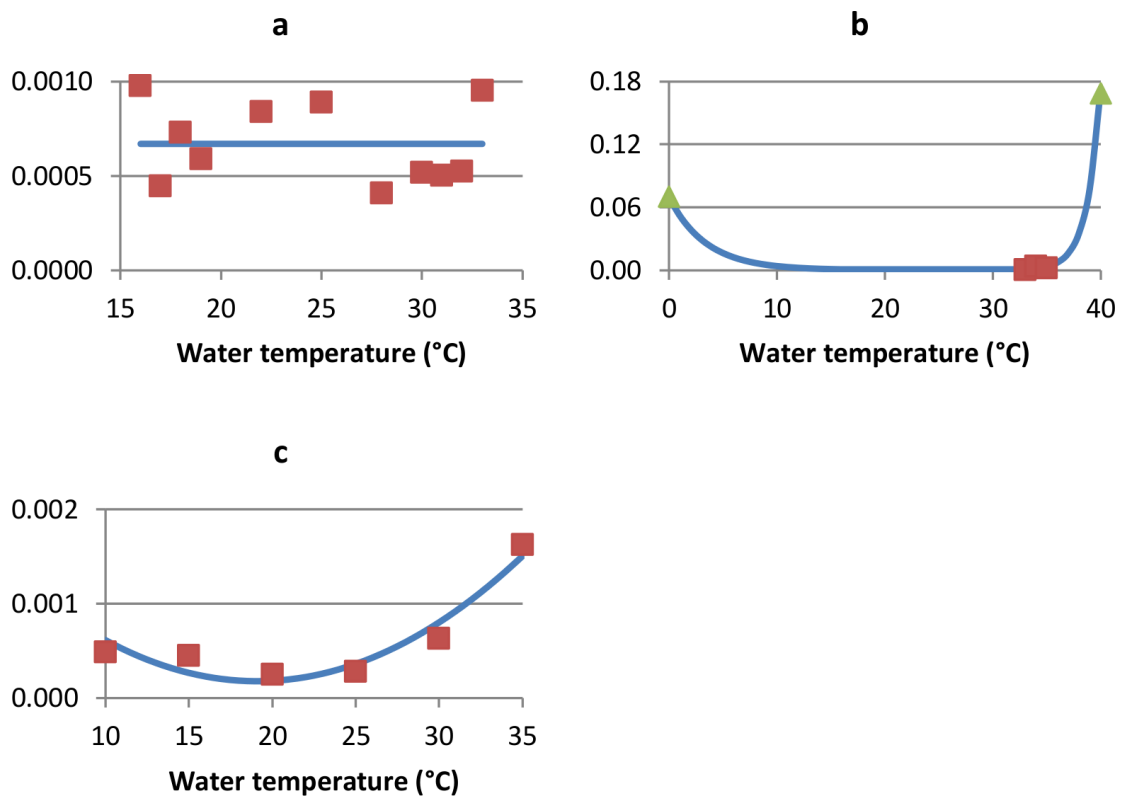 a
0.0010
0.0005
0.0000
15 20 25 30 35
Water temperature (°C)
b
0.18
0.12
0.06
0.00
0 10 20 30 40
Water temperature (°C)
c
0.002
0.001
0.000
10 15 20 25 30 35
Water temperature (°C)